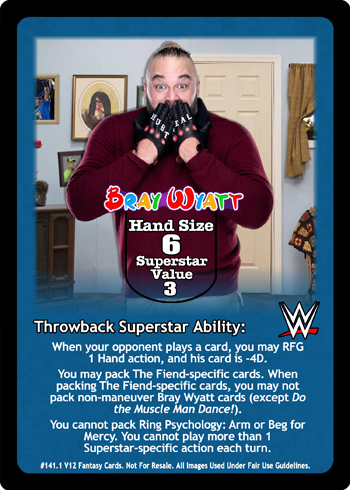 HURT HEAL
Bray Wyatt
Hand Size
6
Superstar
Value
3
Throwback Superstar Ability:
When your opponent plays a card, you may RFG
1 Hand action, and his card is -4D.
You may pack The Fiend-specific cards. When
packing The Fiend-specific cards, you may not
pack non-maneuver Bray Wyatt cards (except Do
the Muscle Man Dance!).
You cannot pack Ring Psychology: Arm or Beg for
Mercy. You cannot play more than 1
Superstar-specific action each turn.
#141.1 V12 Fantasy Cards. Not For Resale. All Images Used Under Fair Use Guidelines.